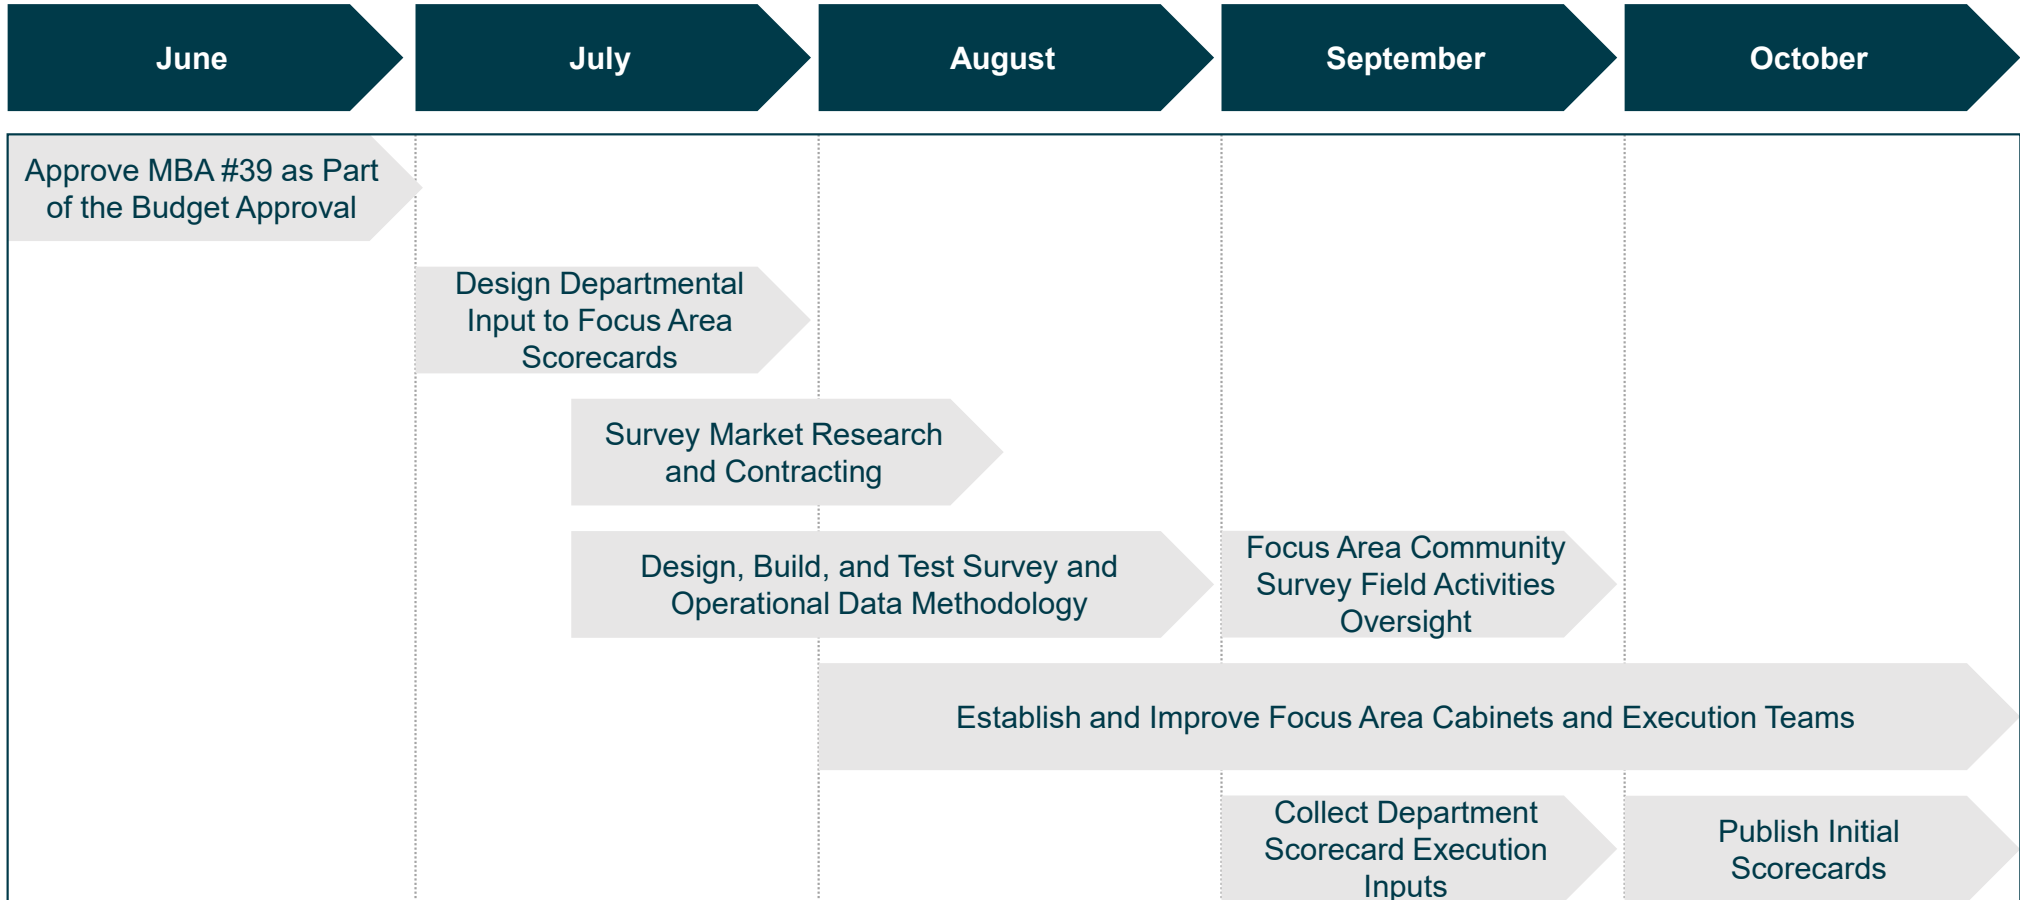 June
July
August
September
October
Approve MBA #39 as Part
of the Budget Approval
Design Departmental
Input to Focus Area
Scorecards
Survey Market Research
and Contracting
Design, Build, and Test Survey and
Operational Data Methodology
Focus Area Community
Survey Field Activities
Oversight
Establish and Improve Focus Area Cabinets and Execution Teams
Collect Department
Scorecard Execution
Inputs
Publish Initial
Scorecards